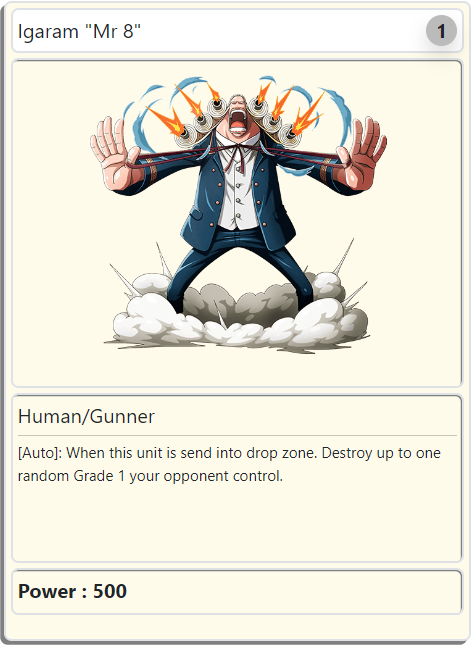 Igaram "Mr 8"
1
Human/Gunner
[Auto]: When this unit is send into drop zone. Destroy up to one
random Grade 1 your opponent control.
Power : 500